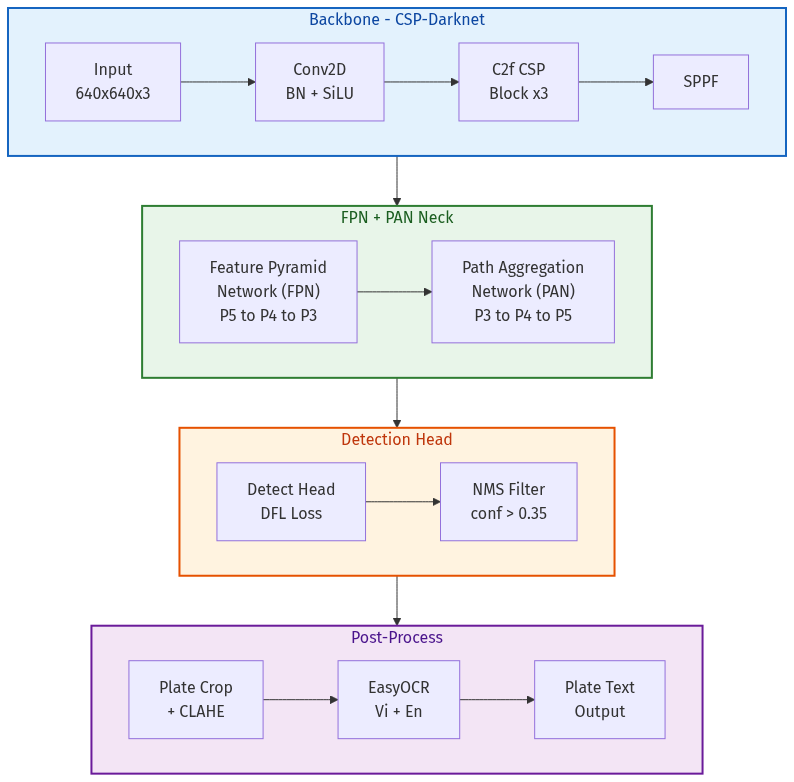 Backbone - CSP-Darknet
Input
640x640x3
Conv2D
BN + SiLU
C2f CSP
Block x3
SPPF
FPN + PAN Neck
Feature Pyramid
Network (FPN)
P5 to P4 to P3
Path Aggregation
Network (PAN)
P3 to P4 to P5
Detection Head
Detect Head
DFL Loss
NMS Filter
conf > 0.35
Post-Process
Plate Crop
+ CLAHE
EasyOCR
Vi + En
Plate Text
Output